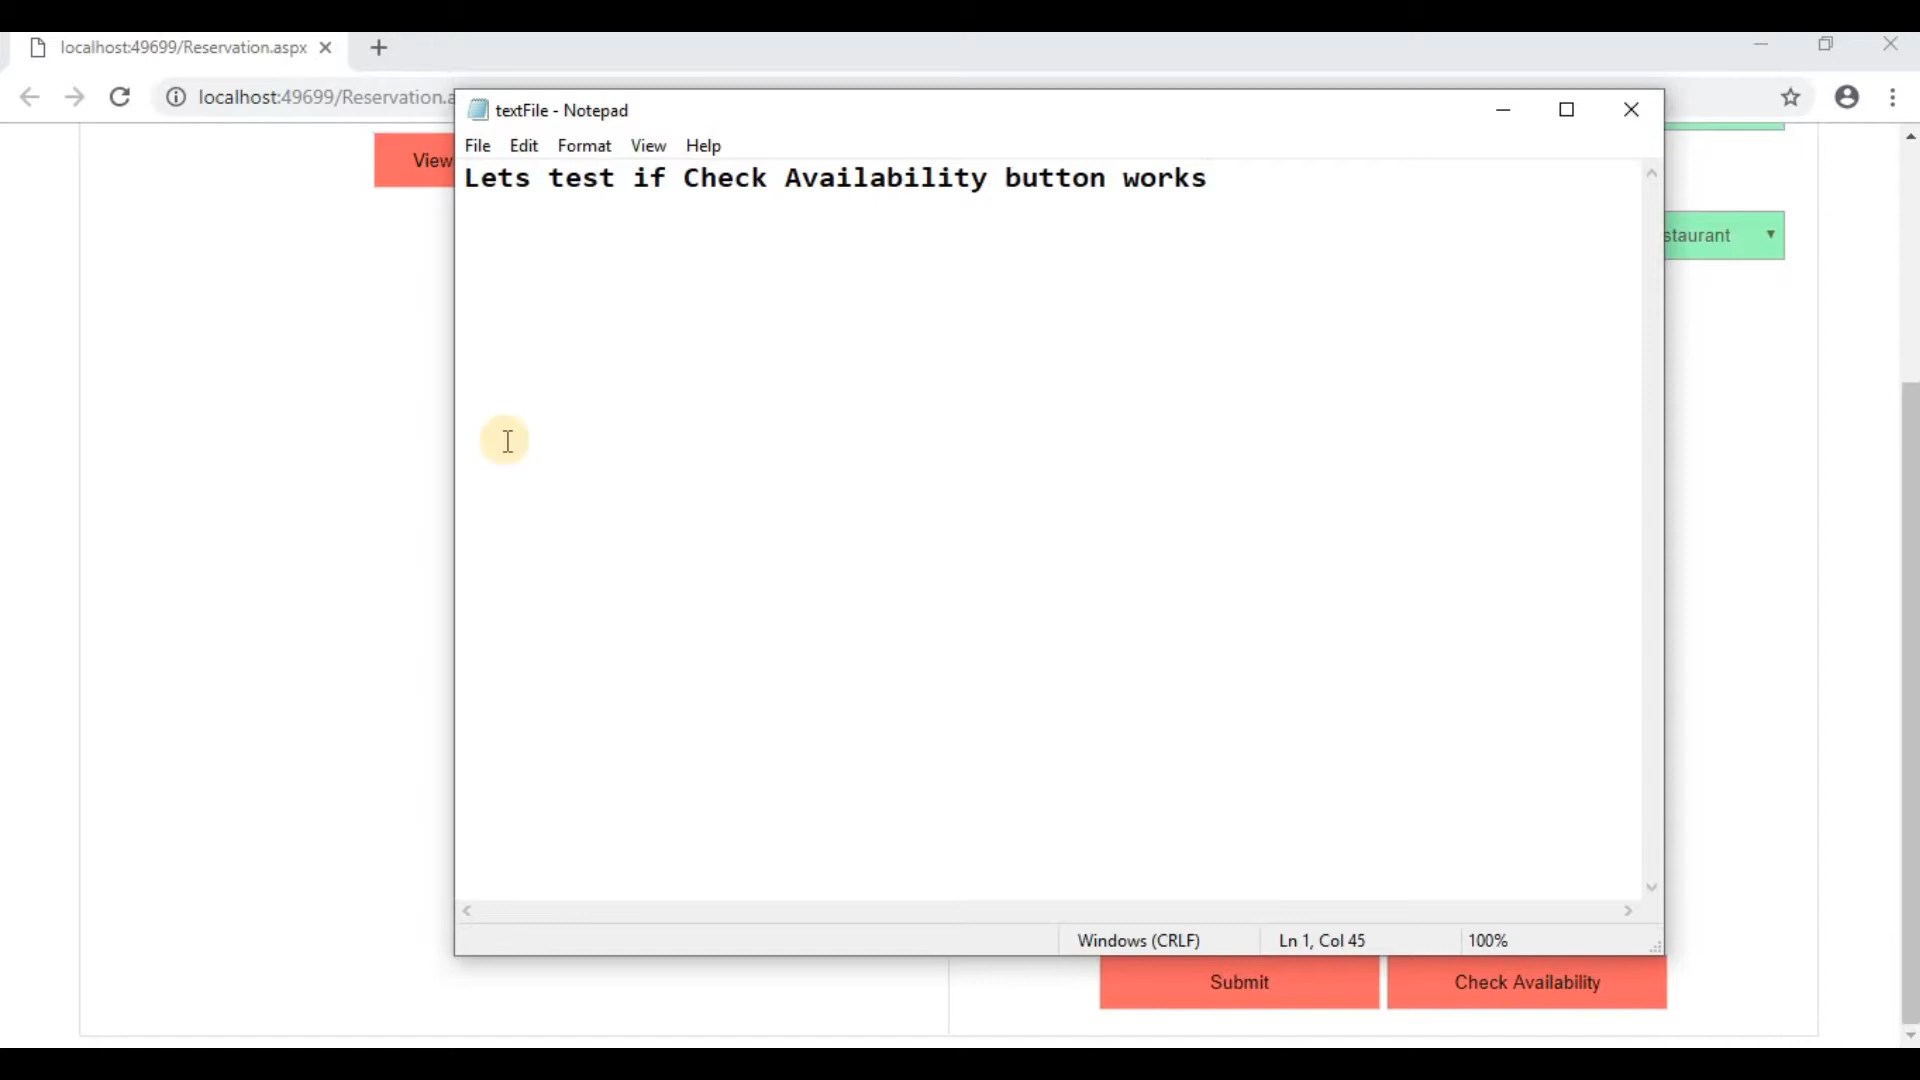 localhost:49699/Reservation.aspx
localhost:49699/Reservation.a
textFile - Notepad
File Edit Format View Help
View
Lets test if Check Availability button works
staurant
Windows (CRLF) Ln 1, Col 45 100%
Submit Check Availability